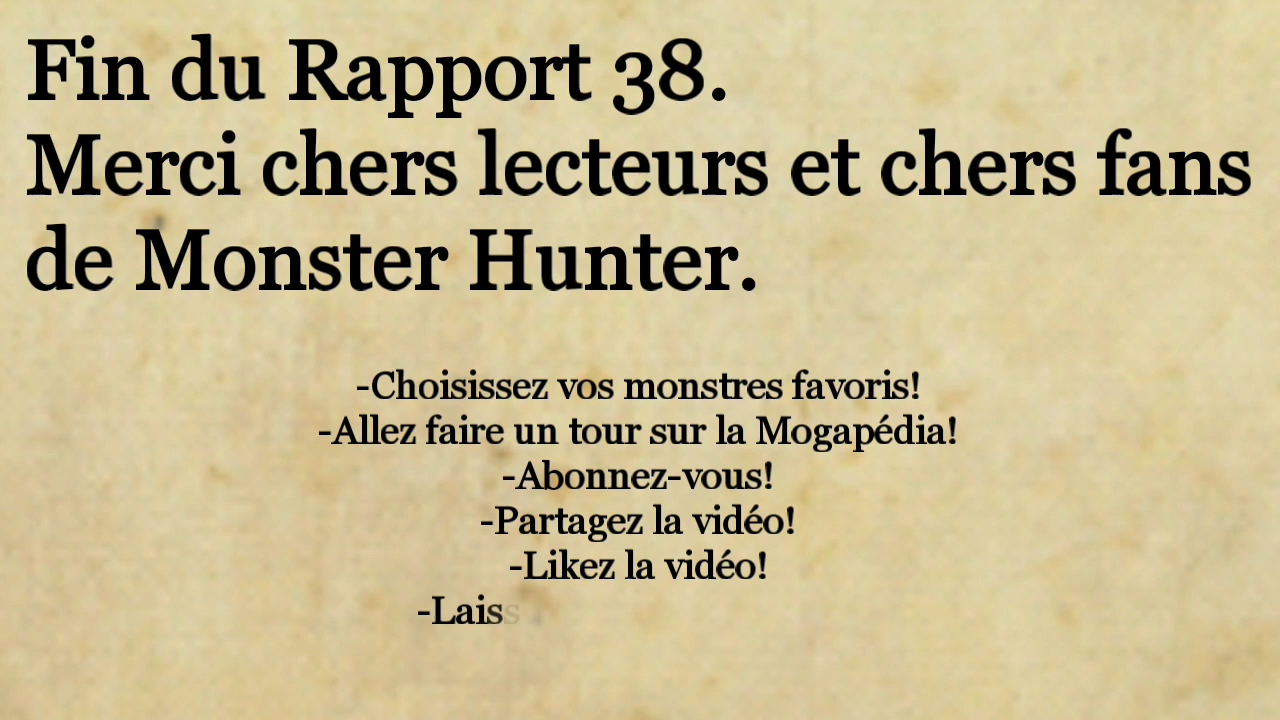 Fin du Rapport 38.
Merci chers lecteurs et chers fans
de Monster Hunter.
-Choisissez vos monstres favoris!
-Allez faire un tour sur la Mogapédia!
-Abonnez-vous!
-Partagez la vidéo!
-Likez la vidéo!
-Laiss